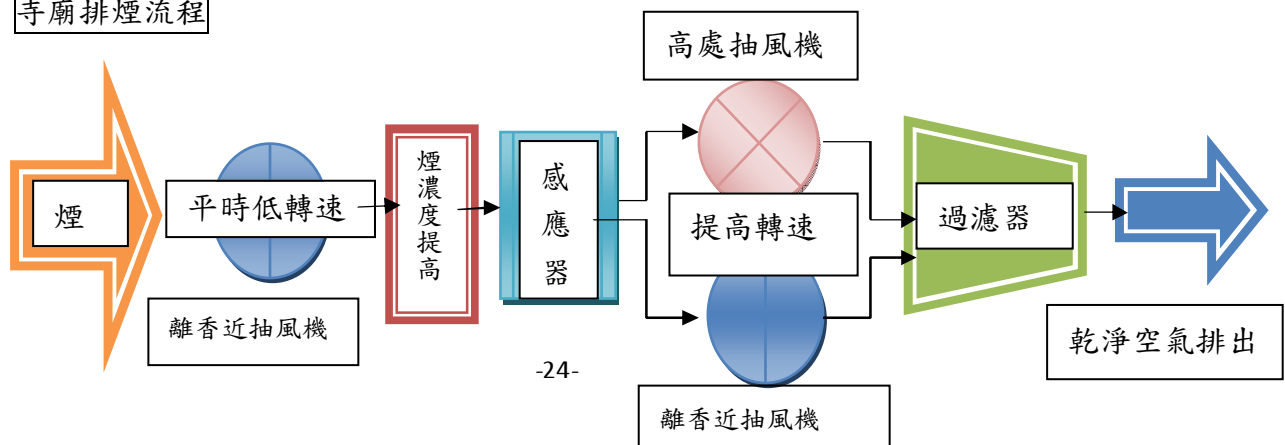 寺廟排煙流程
煙
平時低轉速
離香近抽風機
煙濃度提高
感應器
高處抽風機
提高轉速
離香近抽風機
過濾器
乾淨空氣排出
-24-